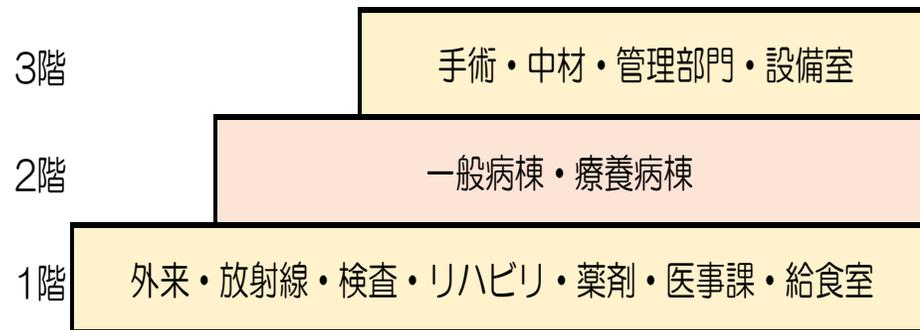 3階 手術・中材・管理部門・設備室
2階 一般病棟・療養病棟
1階 外来・放射線・検査・リハビリ・薬剤・医事課・給食室